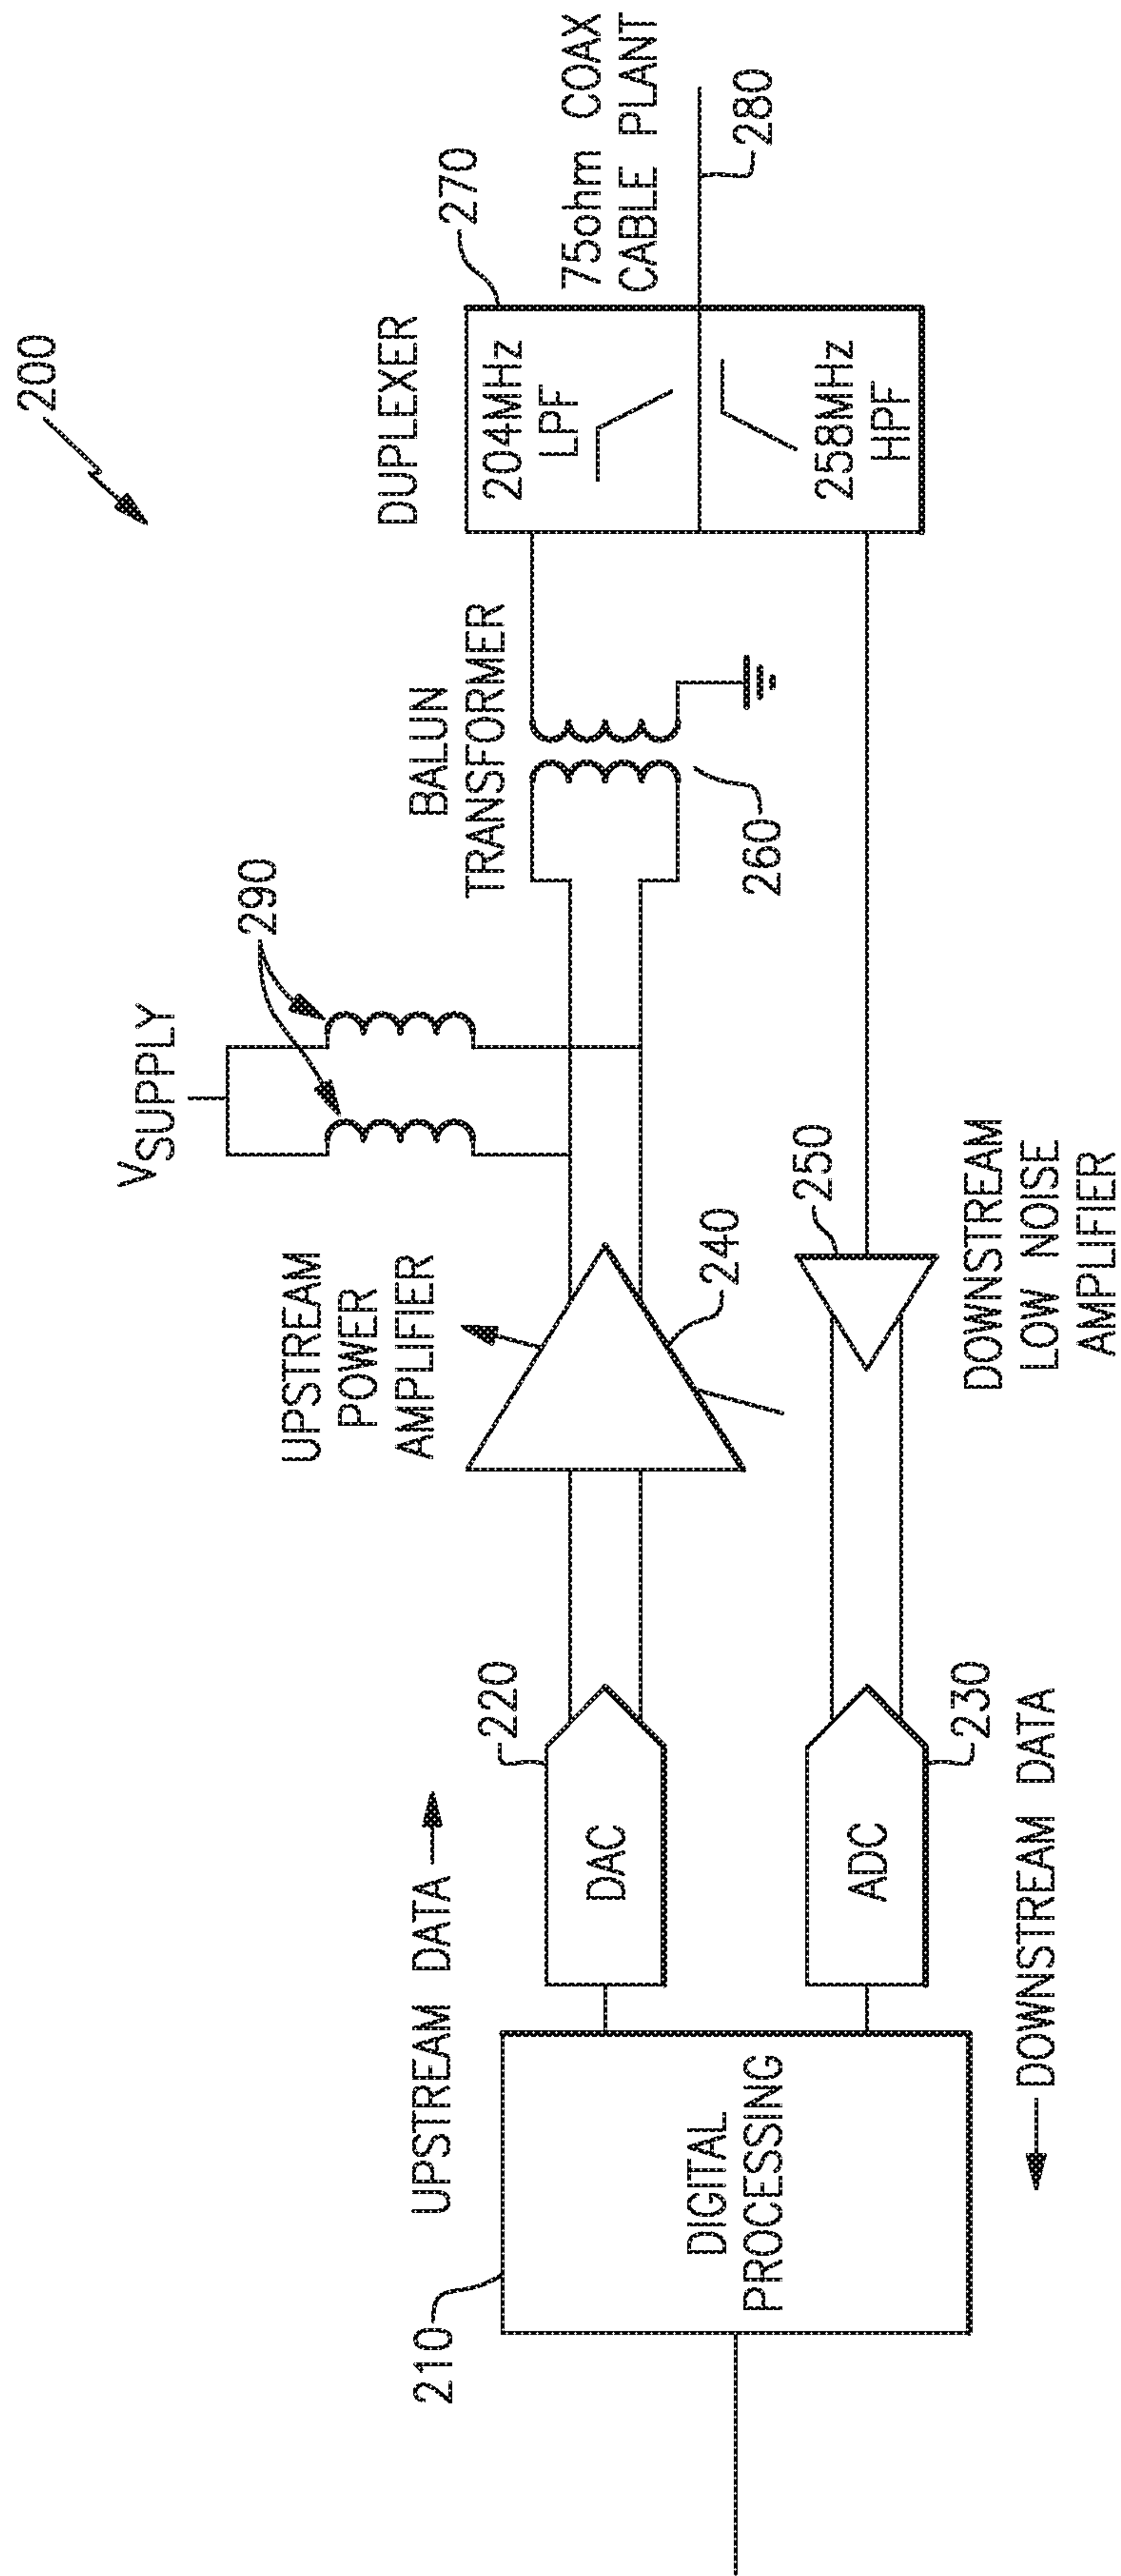 200
V SUPPLY
290
UPSTREAM
POWER
AMPLIFIER
BALUN
TRANSFORMER
260
DUPLEXER
270
204MHz
LPF
258MHz
HPF
75ohm COAX
CABLE PLANT
280
UPSTREAM DATA
210
DIGITAL
PROCESSING
220
DAC
240
ADC
230
250
DOWNSTREAM
LOW NOISE
AMPLIFIER
DOWNSTREAM DATA